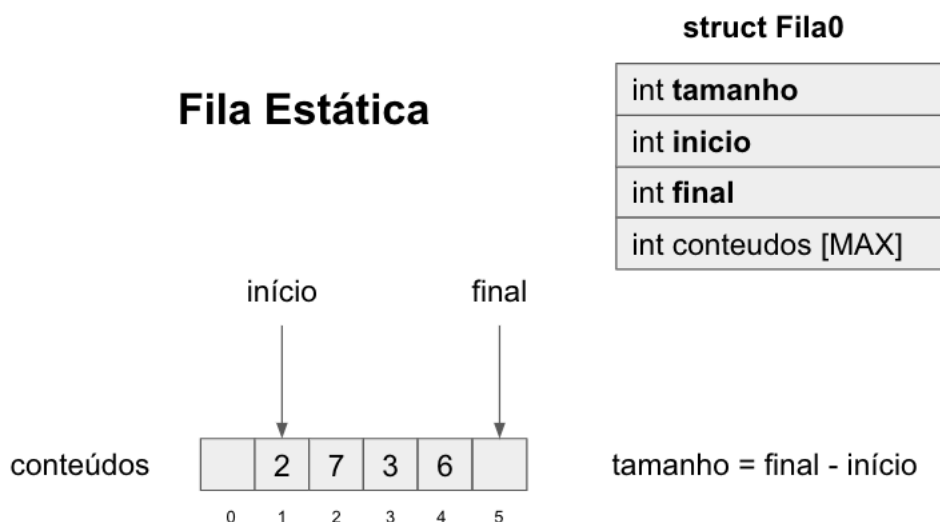 struct Fila0
Fila Estática
int tamanho
int inicio
int final
int conteudos [MAX]
início final
conteúdos 2 7 3 6 tamanho = final - início
0 1 2 3 4 5